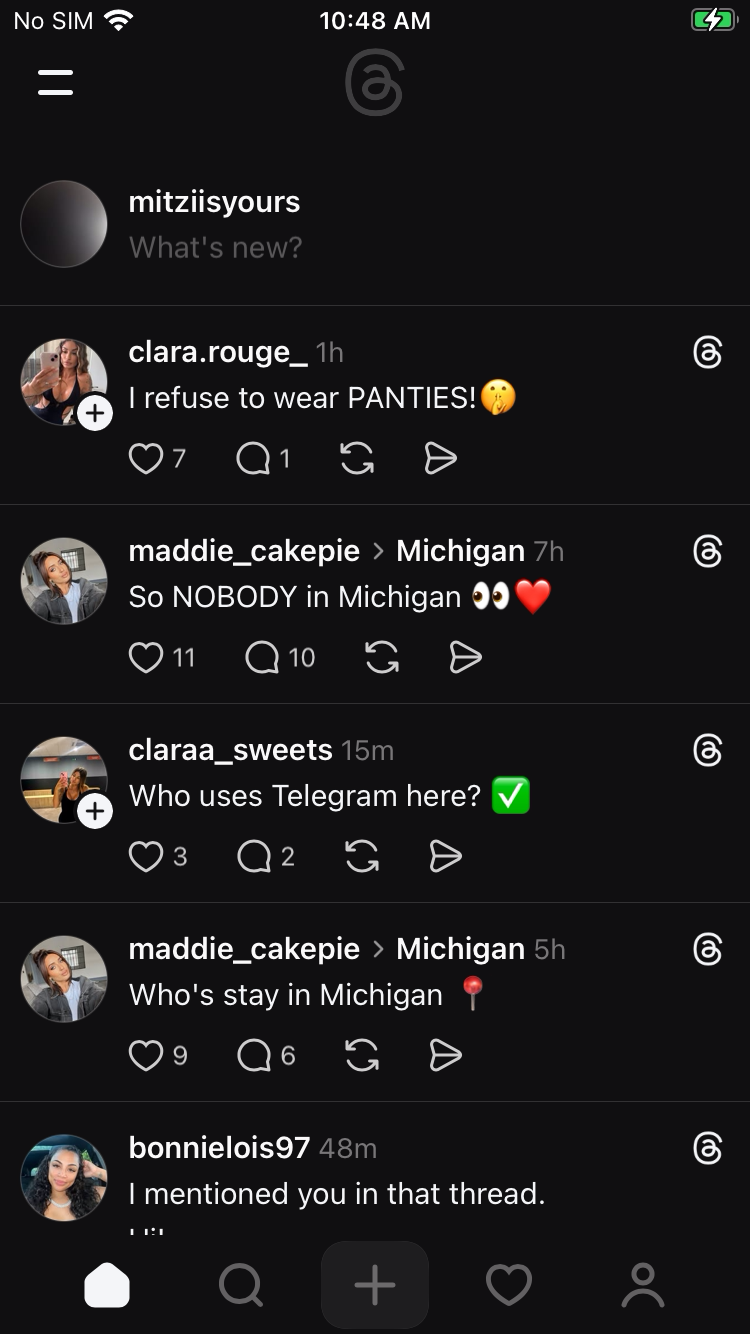 No SIM 10:48 AM
mitziisyours
What's new?
clara.rouge_ 1h
I refuse to wear PANTIES!🤫
7 1
maddie_cakepie > Michigan 7h
So NOBODY in Michigan 👀❤️
11 10
claraa_sweets 15m
Who uses Telegram here? ✅
3 2
maddie_cakepie > Michigan 5h
Who's stay in Michigan 📍
9 6
bonnielois97 48m
I mentioned you in that thread.